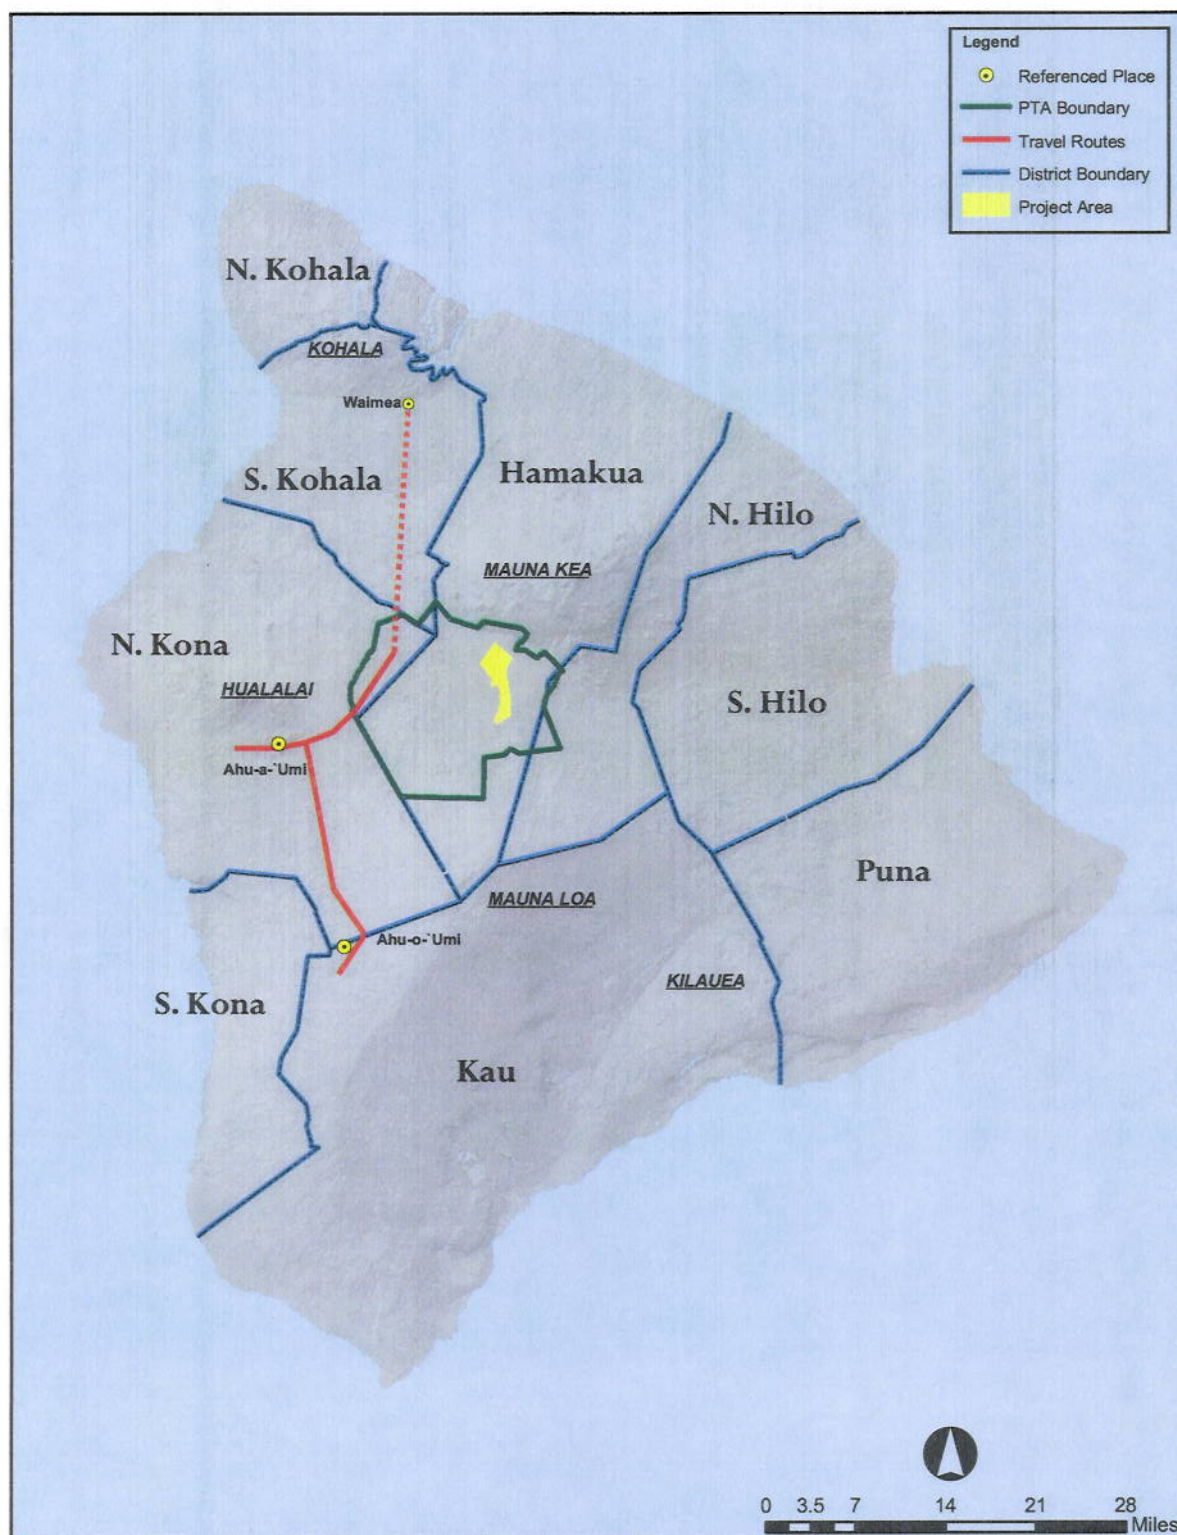 Legend
Referenced Place
PTA Boundary
Travel Routes
District Boundary
Project Area
N. Kohala
KOHALA
Waimea
S. Kohala
Hamakua
N. Hilo
MAUNA KEA
N. Kona
HUALALAI
S. Hilo
Ahu-a-`Umi
Puna
MAUNA LOA
Ahu-o-`Umi
KILAUEA
S. Kona
Kau
0 3.5 7 14 21 28
Miles